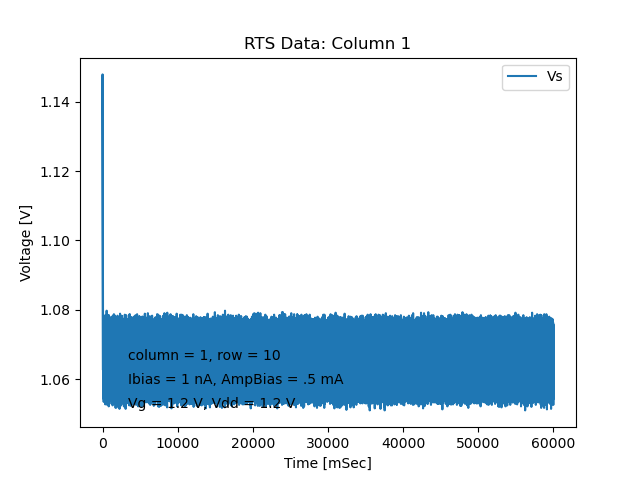 RTS Data: Column 1
Vs
1.14
1.12
1.10
1.08
1.06
Voltage [V]
column = 1, row = 10
Ibias = 1 nA, AmpBias = .5 mA
Vg = 1.2 V, Vdd = 1.2 V
0 10000 20000 30000 40000 50000 60000
Time [mSec]